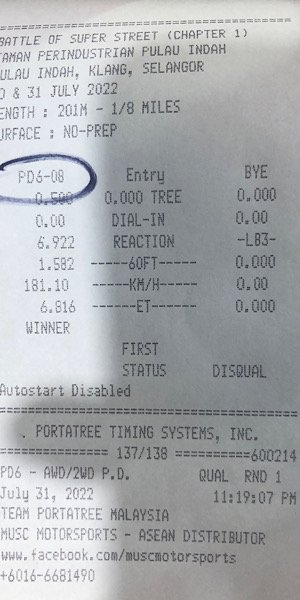 BATTLE OF SUPER STREET (CHAPTER 1)
TAMAN PERINDUSTRIAN PULAU INDAH
PULAU INDAH, KLANG, SELANGOR
0 & 31 JULY 2022
ENGTH : 201M - 1/8 MILES
URFACE : NO-PREP
PD6-08 Entry BYE
0.500 0.000 TREE 0.000
0.00 DIAL-IN 0.00
6.922 REACTION -LB3-
1.582 -----60FT----- 0.000
181.10 -----KM/H----- 0.00
6.816 ------ET------ 0.000
WINNER
FIRST
STATUS DISQUAL
Autostart Disabled
. PORTATREE TIMING SYSTEMS, INC.
============== 137/138 ==========600214
PD6 - AWD/2WD P.D. QUAL RND 1
July 31, 2022 11:19:07 PM
TEAM PORTATREE MALAYSIA
MUSC MOTORSPORTS - ASEAN DISTRIBUTOR
www.facebook.com/muscmotorsports
+6016-6681490